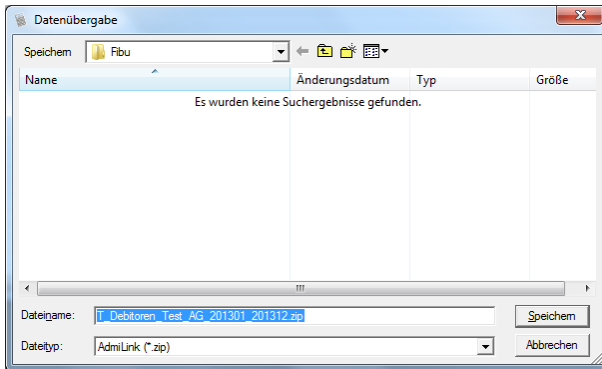 Datenübergabe
Speichern Fibu
Name Änderungsdatum Typ Größe
Es wurden keine Suchergebnisse gefunden.
Dateiname: T_Debitoren_Test_AG_201301_201312.zip Speichern
Dateityp: AdmiLink (*.zip) Abbrechen